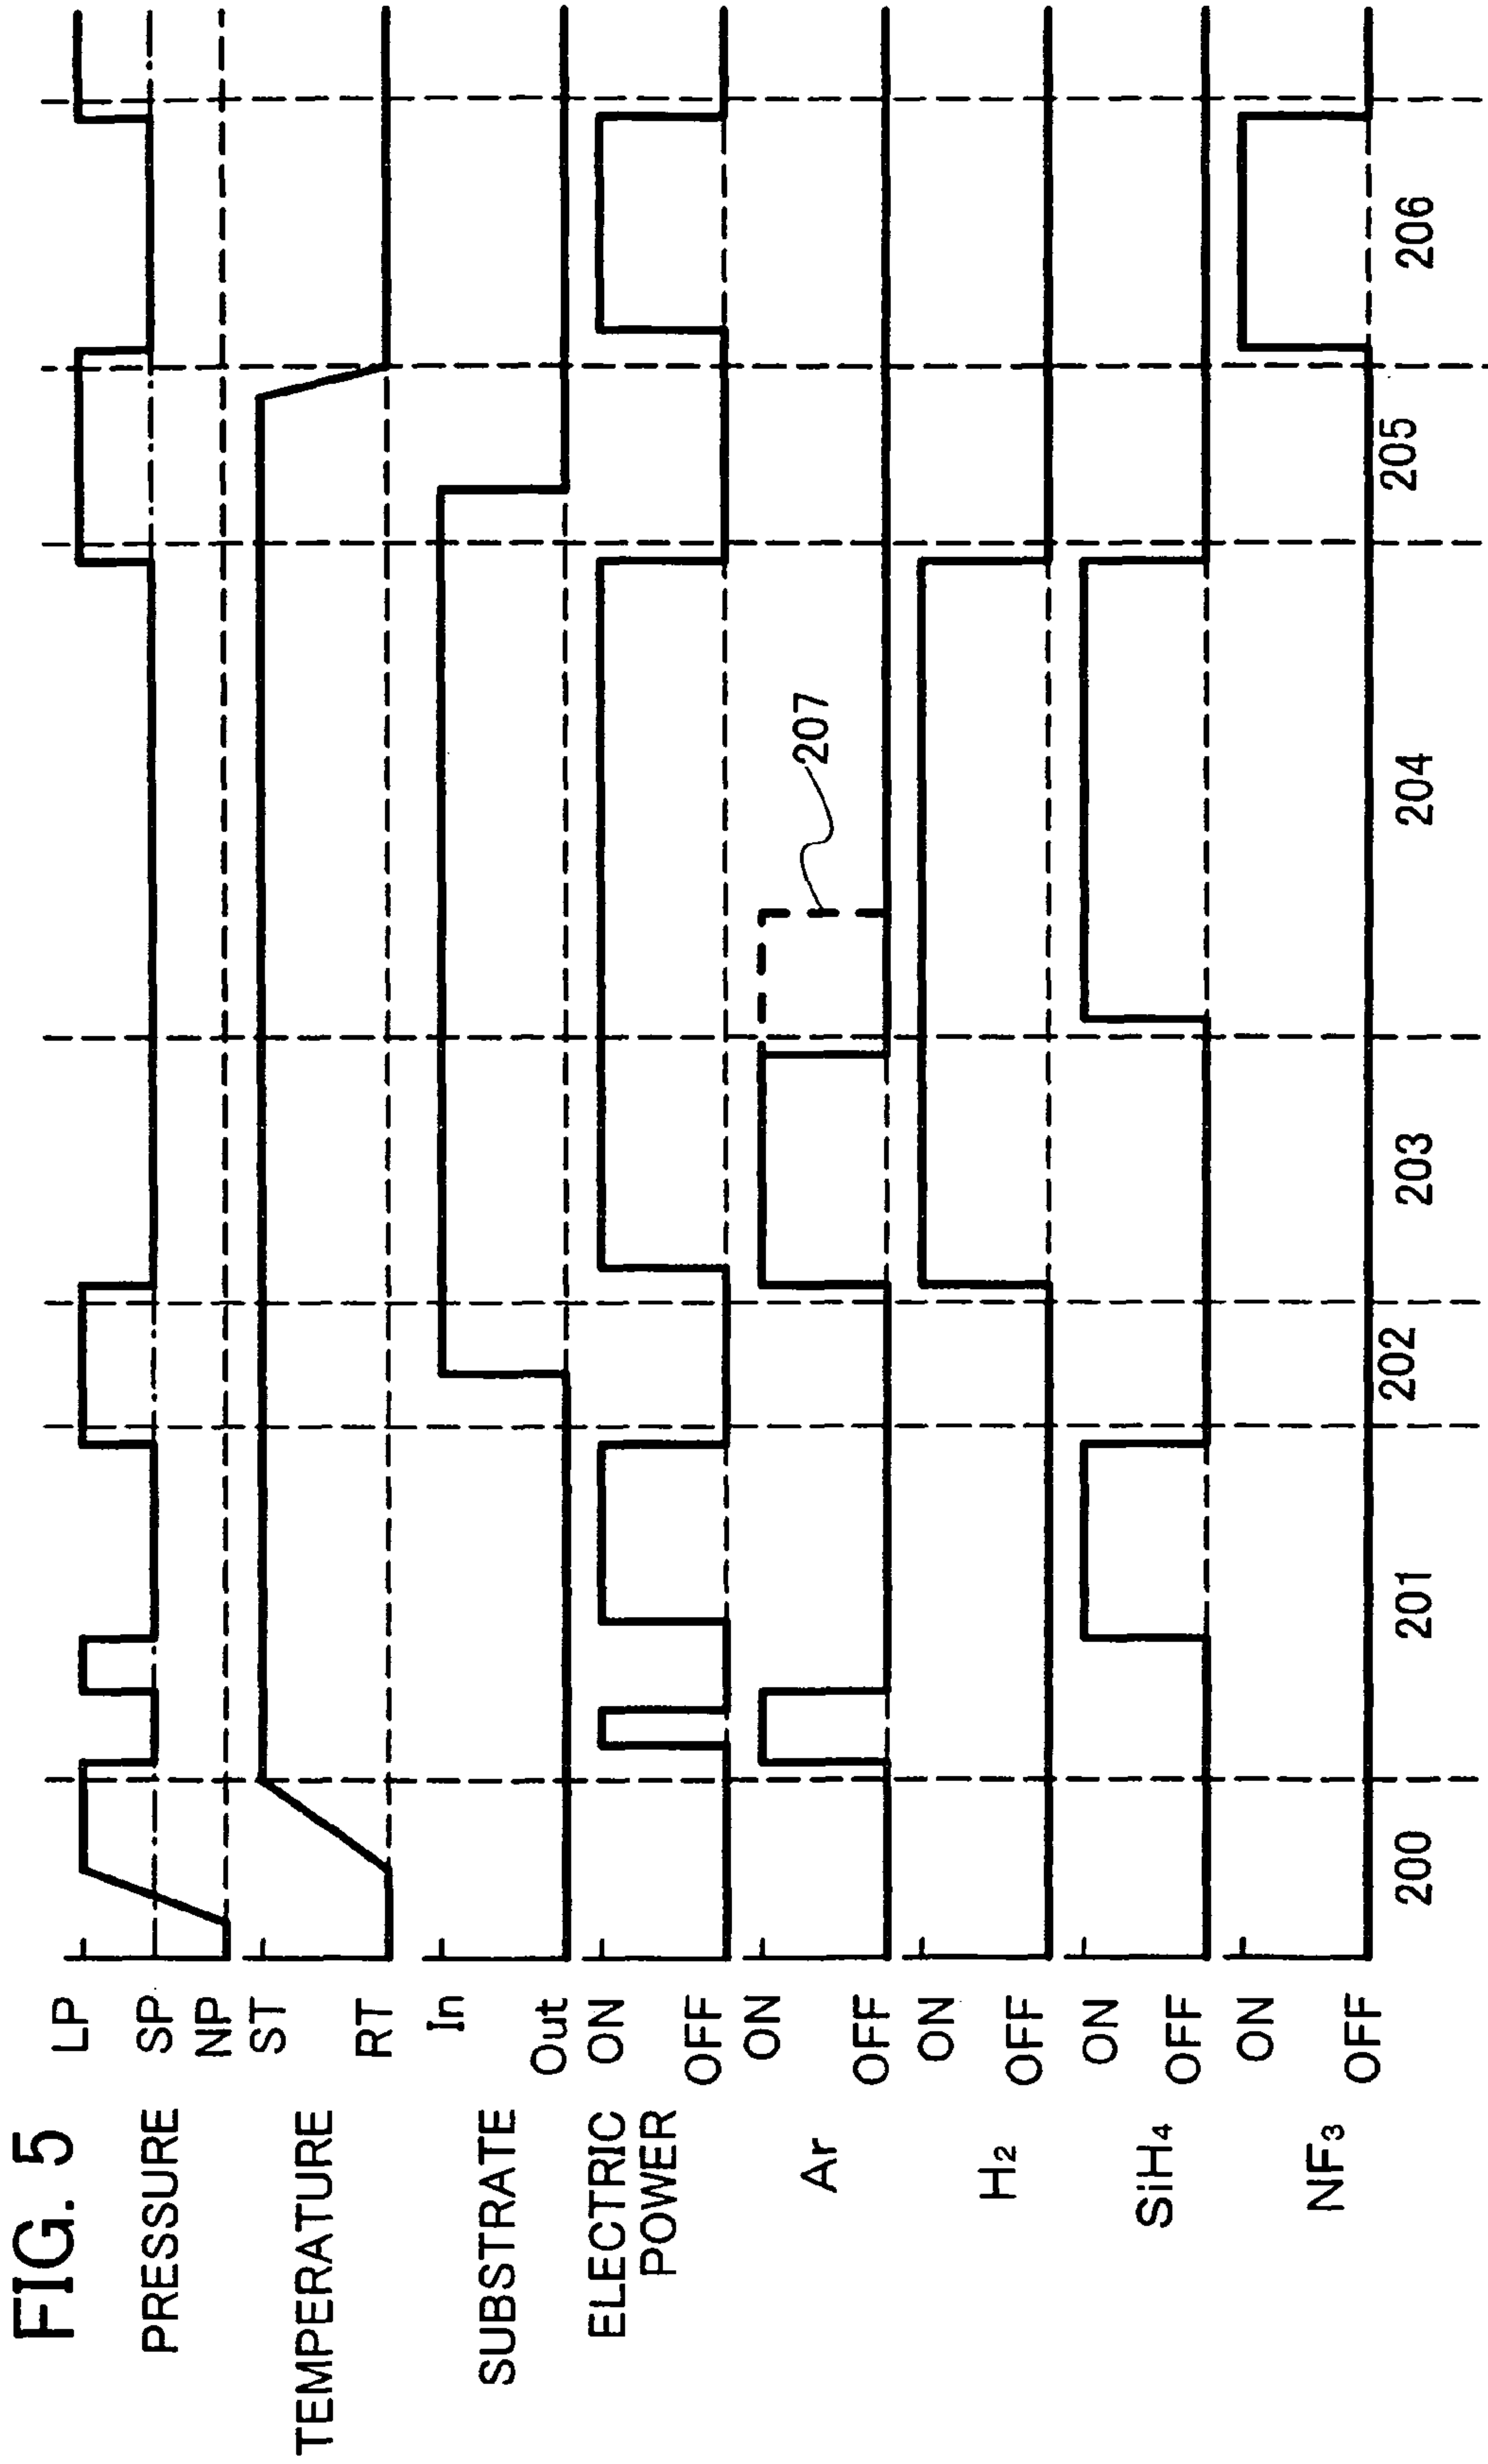 FIG. 5
PRESSURE
LP
SP
NP
TEMPERATURE
ST
RT
SUBSTRATE
In
Out
ELECTRIC
POWER
ON
OFF
Ar
ON
OFF
H₂
ON
OFF
SiH₄
ON
OFF
NF₃
ON
OFF
207
200
201
202
203
204
205
206